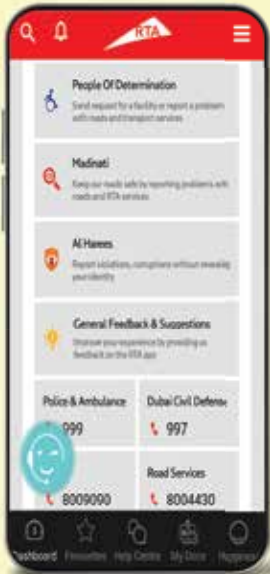 RTA
People Of Determination
Send request for a facility or report a problem
with roads and transport services
Madinati
Keep our roads safe by reporting problems with
roads and RTA services
Al Harees
Report violations, corruptions without revealing
your identity
General Feedback & Suggestions
Improve your experience by providing us
feedback on the RTA app
Police & Ambulance
999
Dubai Civil Defense
997
8009090
Road Services
8004430
Dashboard Favourites Help Centre My Docs Happiness